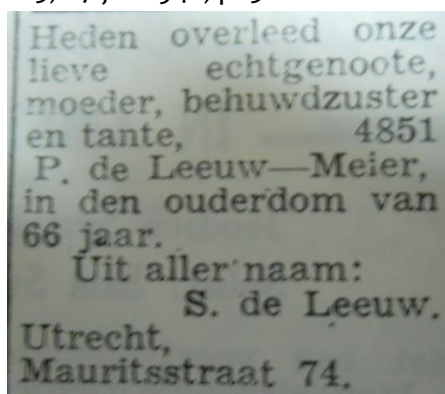 Heden overleed onze
lieve echtgenoote,
moeder, behuwdzuster
en tante, 4851
P. de Leeuw—Meier,
in den ouderdom van
66 jaar.
Uit aller naam:
S. de Leeuw.
Utrecht,
Mauritsstraat 74.